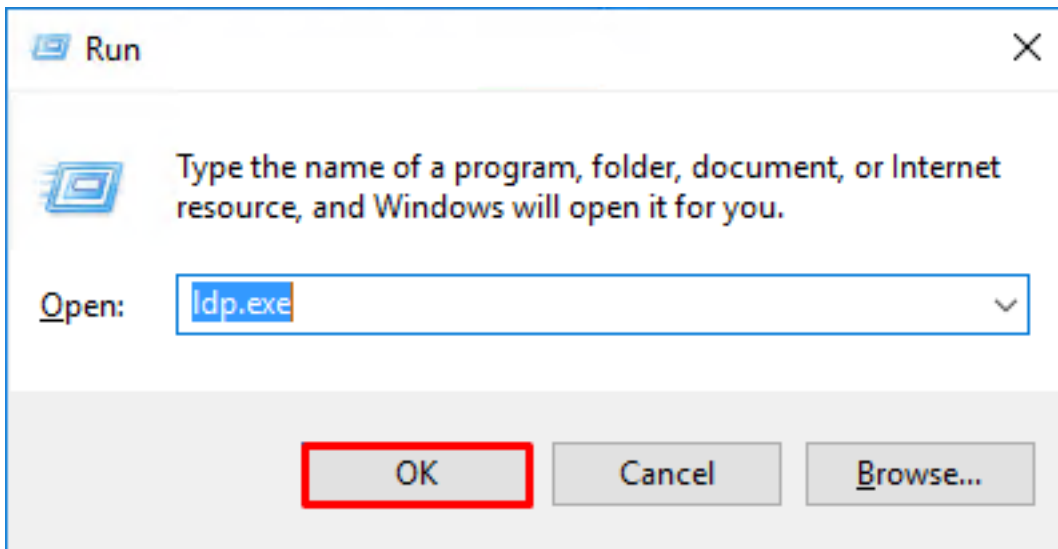 Run
Type the name of a program, folder, document, or Internet
resource, and Windows will open it for you.
Open:
ldp.exe
OK
Cancel
Browse...